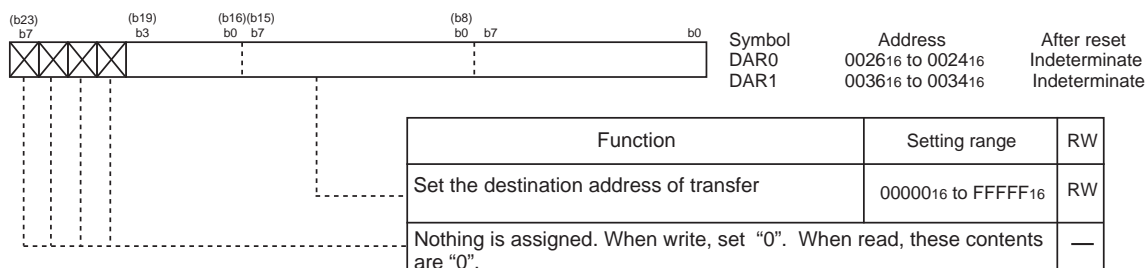 (b23) (b19) (b16)(b15) (b8)
b7 b3 b0 b7 b0 b7 b0
Symbol Address After reset
DAR0 002616 to 002416 Indeterminate
DAR1 003616 to 003416 Indeterminate
Function Setting range RW
Set the destination address of transfer 0000016 to FFFFF16 RW
Nothing is assigned. When write, set “0”. When read, these contents —
are “0”.